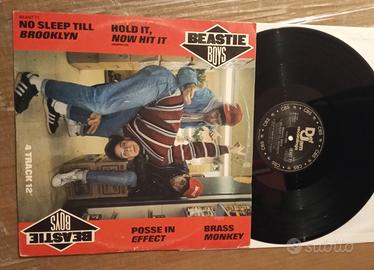 NO SLEEP TILL
BROOKLYN
HOLD IT,
NOW HIT IT
BEASTIE
BOYS
4 TRACK 12"
BEASTIE
BOYS
POSSE IN
EFFECT
BRASS
MONKEY
Def
CBS
subito